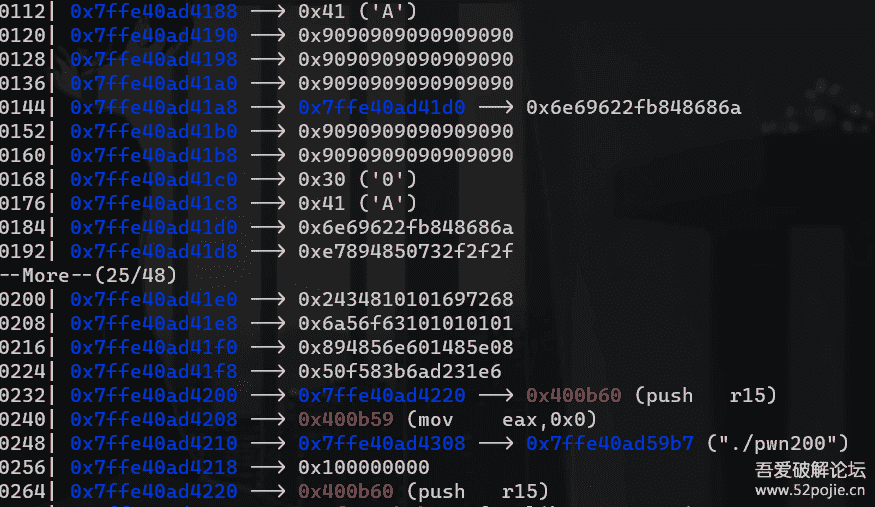 0112| 0x7ffe40ad4188 --> 0x41 ('A')
0120| 0x7ffe40ad4190 --> 0x9090909090909090
0128| 0x7ffe40ad4198 --> 0x9090909090909090
0136| 0x7ffe40ad41a0 --> 0x9090909090909090
0144| 0x7ffe40ad41a8 --> 0x7ffe40ad41d0 --> 0x6e69622fb848686a
0152| 0x7ffe40ad41b0 --> 0x9090909090909090
0160| 0x7ffe40ad41b8 --> 0x9090909090909090
0168| 0x7ffe40ad41c0 --> 0x30 ('0')
0176| 0x7ffe40ad41c8 --> 0x41 ('A')
0184| 0x7ffe40ad41d0 --> 0x6e69622fb848686a
0192| 0x7ffe40ad41d8 --> 0xe7894850732f2f2f
--More--(25/48)
0200| 0x7ffe40ad41e0 --> 0x2434810101697268
0208| 0x7ffe40ad41e8 --> 0x6a56f63101010101
0216| 0x7ffe40ad41f0 --> 0x894856e601485e08
0224| 0x7ffe40ad41f8 --> 0x50f583b6ad231e6
0232| 0x7ffe40ad4200 --> 0x7ffe40ad4220 --> 0x400b60 (push r15)
0240| 0x7ffe40ad4208 --> 0x400b59 (mov eax,0x0)
0248| 0x7ffe40ad4210 --> 0x7ffe40ad4308 --> 0x7ffe40ad59b7 ("./pwn200")
0256| 0x7ffe40ad4218 --> 0x100000000
0264| 0x7ffe40ad4220 --> 0x400b60 (push r15)
吾爱破解论坛
www.52pojie.cn